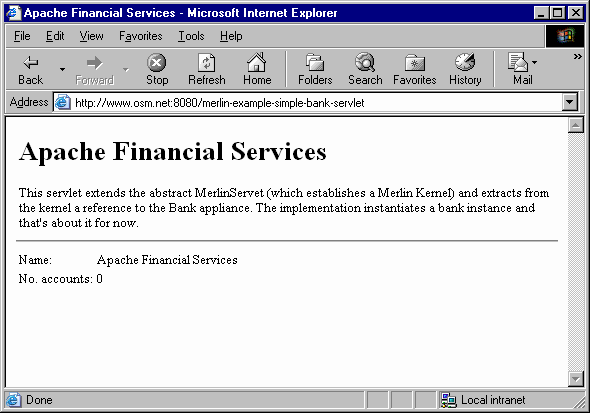 Apache Financial Services - Microsoft Internet Explorer
File Edit View Favorites Tools Help
Back Forward Stop Refresh Home Folders Search Favorites History Mail »
Address http://www.osm.net:8080/merlin-example-simple-bank-servlet
Apache Financial Services
This servlet extends the abstract MerlinServet (which establishes a Merlin Kernel) and extracts from
the kernel a reference to the Bank appliance. The implementation instantiates a bank instance and
that's about it for now.
Name: Apache Financial Services
No. accounts: 0
Done Local intranet